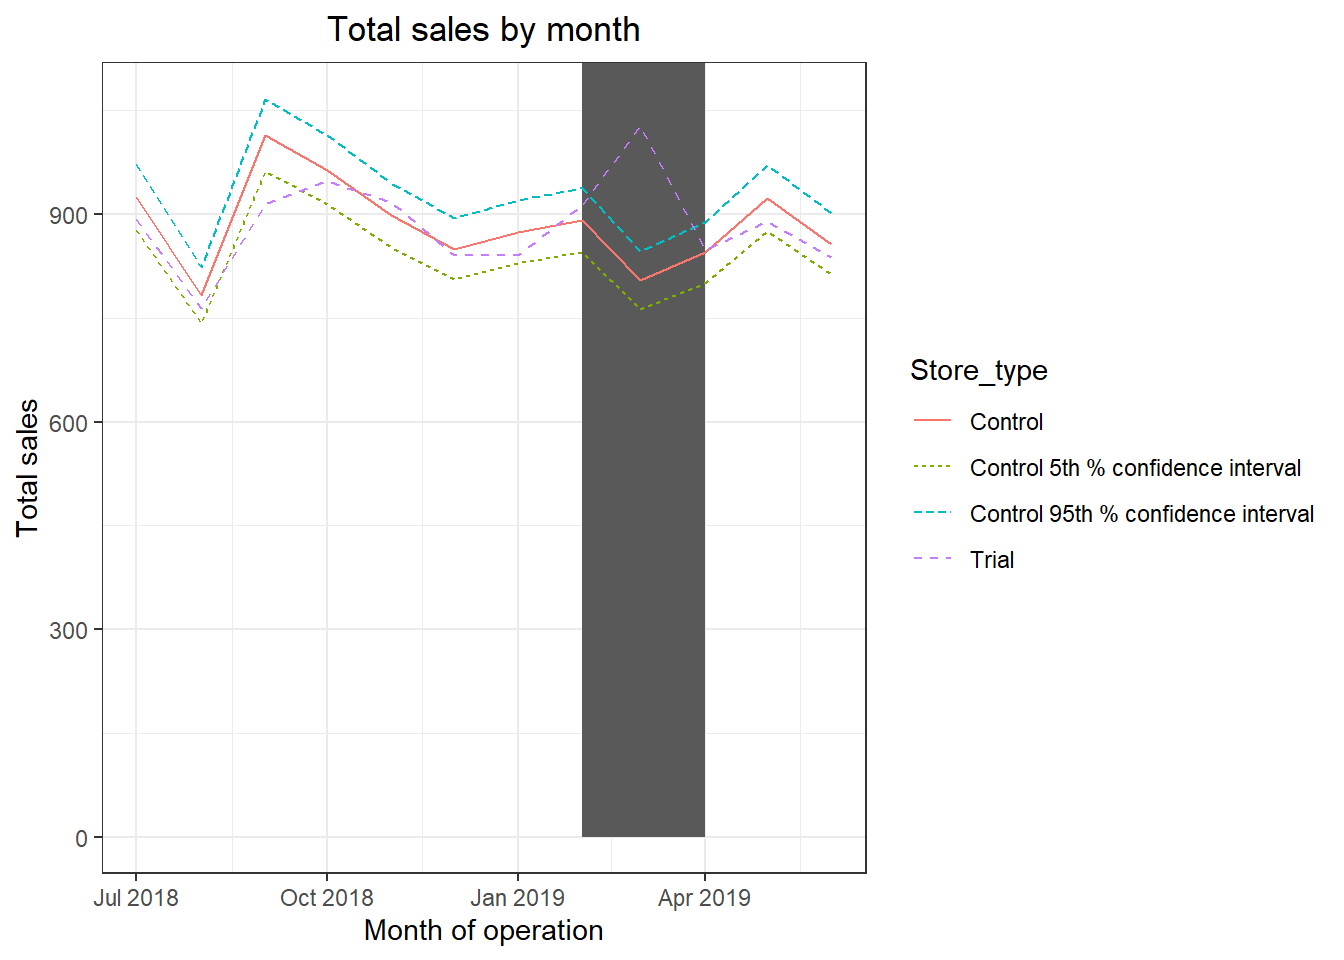 Total sales by month
Total sales
900
600
300
0
Jul 2018 Oct 2018 Jan 2019 Apr 2019
Month of operation
Store_type
Control
Control 5th % confidence interval
Control 95th % confidence interval
Trial